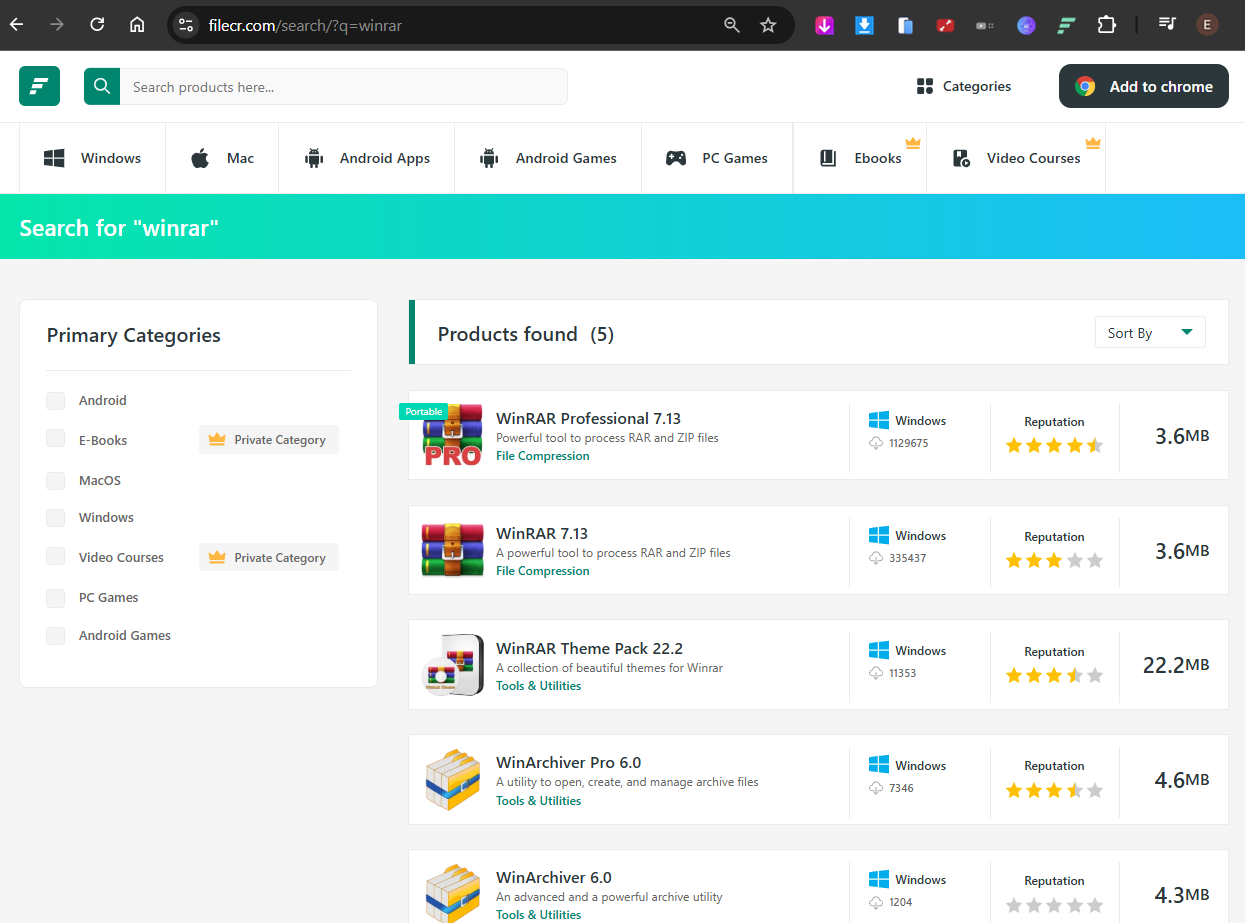 filecr.com/search/?q=winrar
E
Search products here...
Categories
Add to chrome
Windows
Mac
Android Apps
Android Games
PC Games
Ebooks
Video Courses
Search for "winrar"
Primary Categories
Android
E-Books
Private Category
MacOS
Windows
Video Courses
Private Category
PC Games
Android Games
Products found (5)
Sort By
Portable
PRO
WinRAR Professional 7.13
Powerful tool to process RAR and ZIP files
File Compression
Windows
1129675
Reputation
3.6MB
WinRAR 7.13
A powerful tool to process RAR and ZIP files
File Compression
Windows
335437
Reputation
3.6MB
WinRAR Theme Pack 22.2
A collection of beautiful themes for Winrar
Tools & Utilities
Windows
11353
Reputation
22.2MB
WinArchiver Pro 6.0
A utility to open, create, and manage archive files
Tools & Utilities
Windows
7346
Reputation
4.6MB
WinArchiver 6.0
An advanced and a powerful archive utility
Tools & Utilities
Windows
1204
Reputation
4.3MB